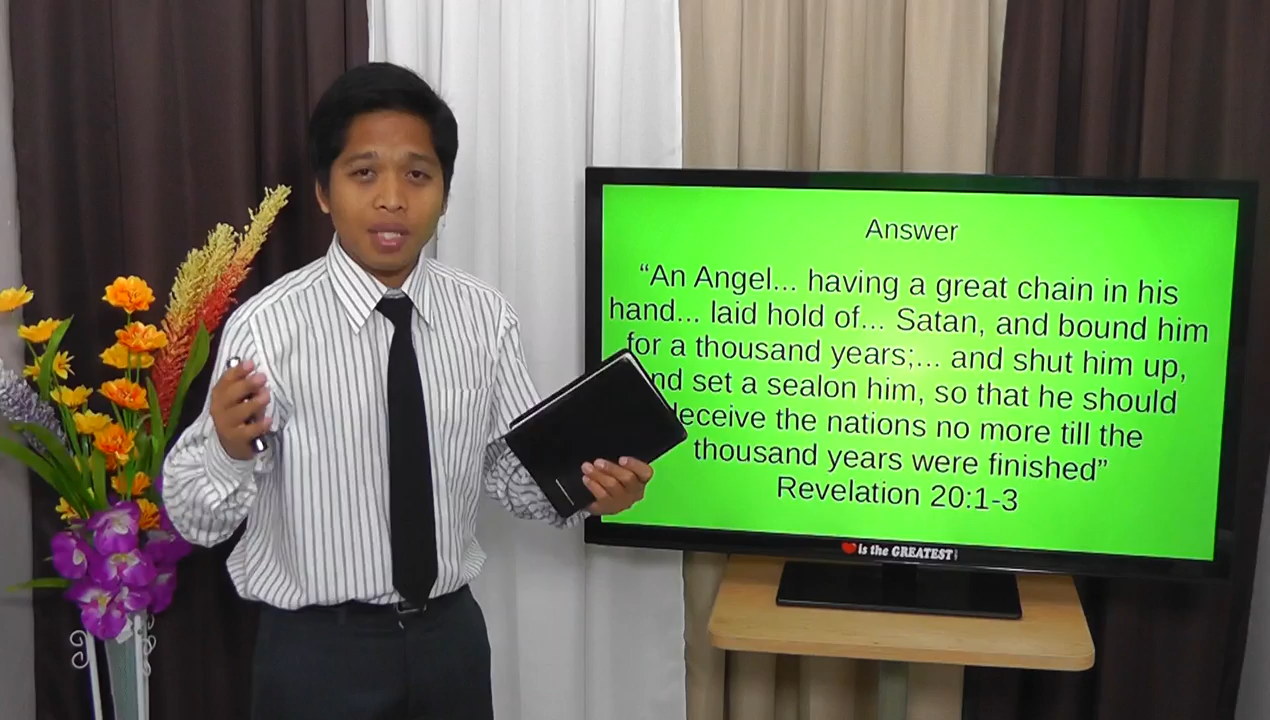 Answer
“An Angel... having a great chain in his
hand... laid hold of... Satan, and bound him
for a thousand years;... and shut him up,
nd set a sealon him, so that he should
deceive the nations no more till the
thousand years were finished”
Revelation 20:1-3
is the GREATEST!